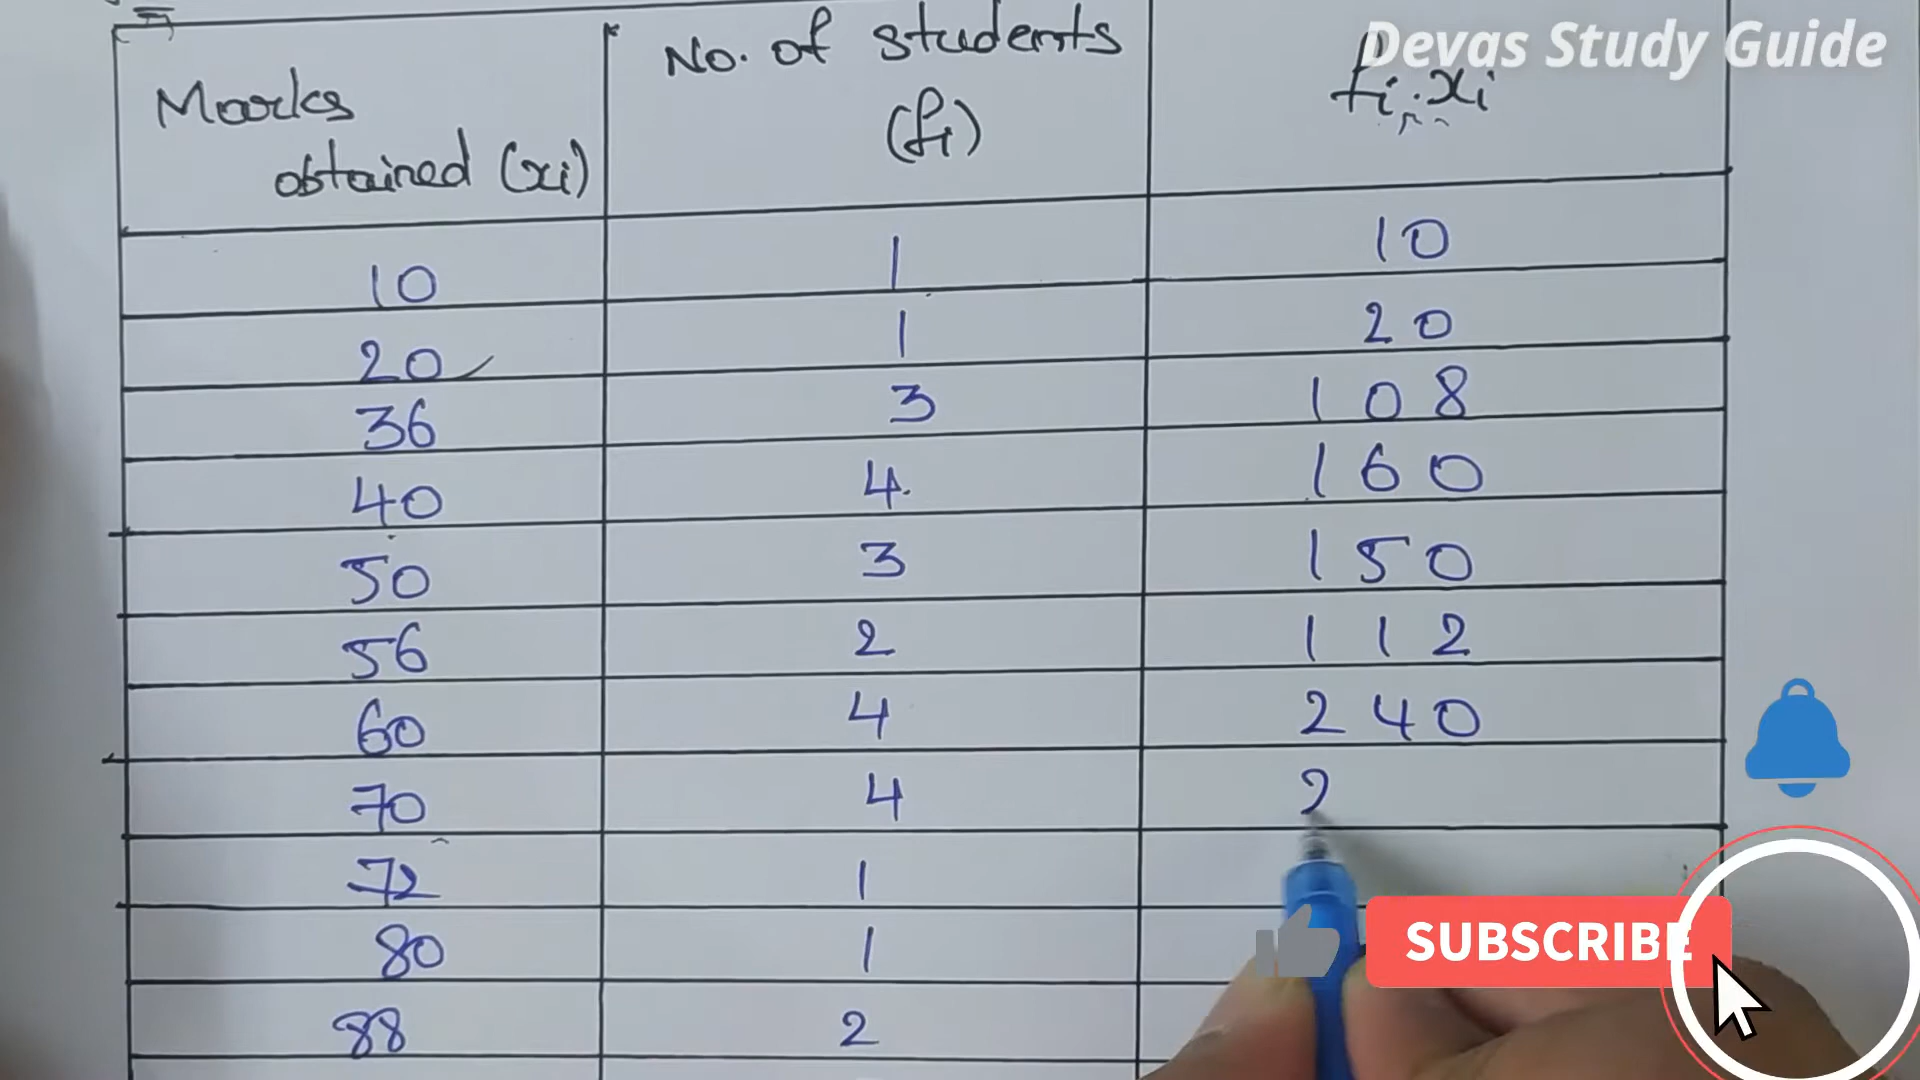 Devas Study Guide
Marks obtained (xi) No. of students (fi) fi.xi
10 1 10
20 1 20
36 3 108
40 4 160
50 3 150
56 2 112
60 4 240
70 4 2
72 1
80 1
88 2
SUBSCRIBE